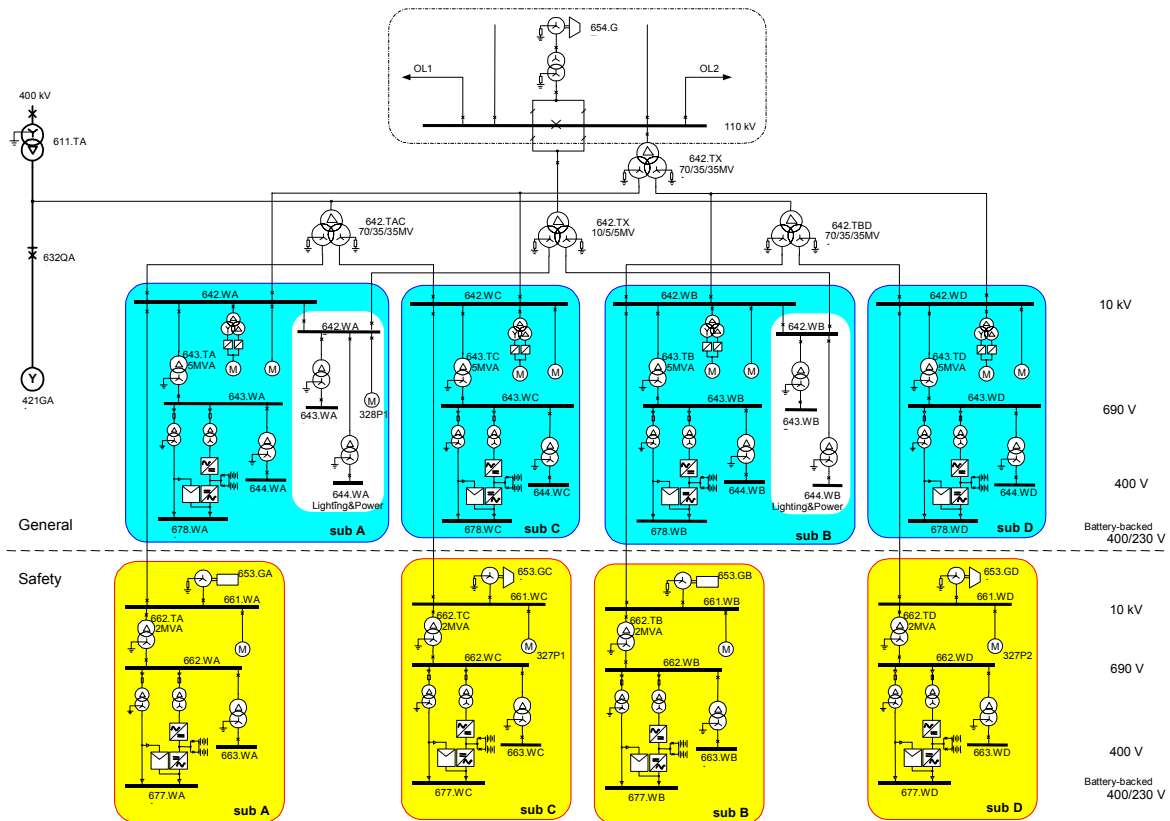 654.G
OL1
OL2
400 kV
110 kV
611.TA
642.TX
70/35/35MV
642.TAC
70/35/35MV
642.TX
10/5/5MV
642.TBD
70/35/35MV
632QA
421GA
Y
642.WA
642.WC
642.WB
642.WD
10 kV
642.WA
642.WB
643.TA
5MVA
643.TC
5MVA
643.TB
5MVA
643.TD
5MVA
M
M
M
328P1
M
M
M
M
M
M
643.WA
643.WA
643.WC
643.WB
643.WB
643.WD
690 V
644.WA
644.WA
Lighting&Power
644.WC
644.WB
644.WB
Lighting&Power
644.WD
400 V
678.WA
sub A
678.WC
sub C
678.WB
sub B
678.WD
sub D
Battery-backed
400/230 V
General
Safety
653.GA
653.GC
653.GB
653.GD
661.WA
661.WC
661.WB
661.WD
10 kV
662.TA
2MVA
662.TC
2MVA
662.TB
2MVA
662.TD
2MVA
M
M
327P1
M
M
327P2
662.WA
662.WC
662.WB
662.WD
690 V
663.WA
663.WC
663.WB
663.WD
400 V
677.WA
sub A
677.WC
sub C
677.WB
sub B
677.WD
sub D
Battery-backed
400/230 V